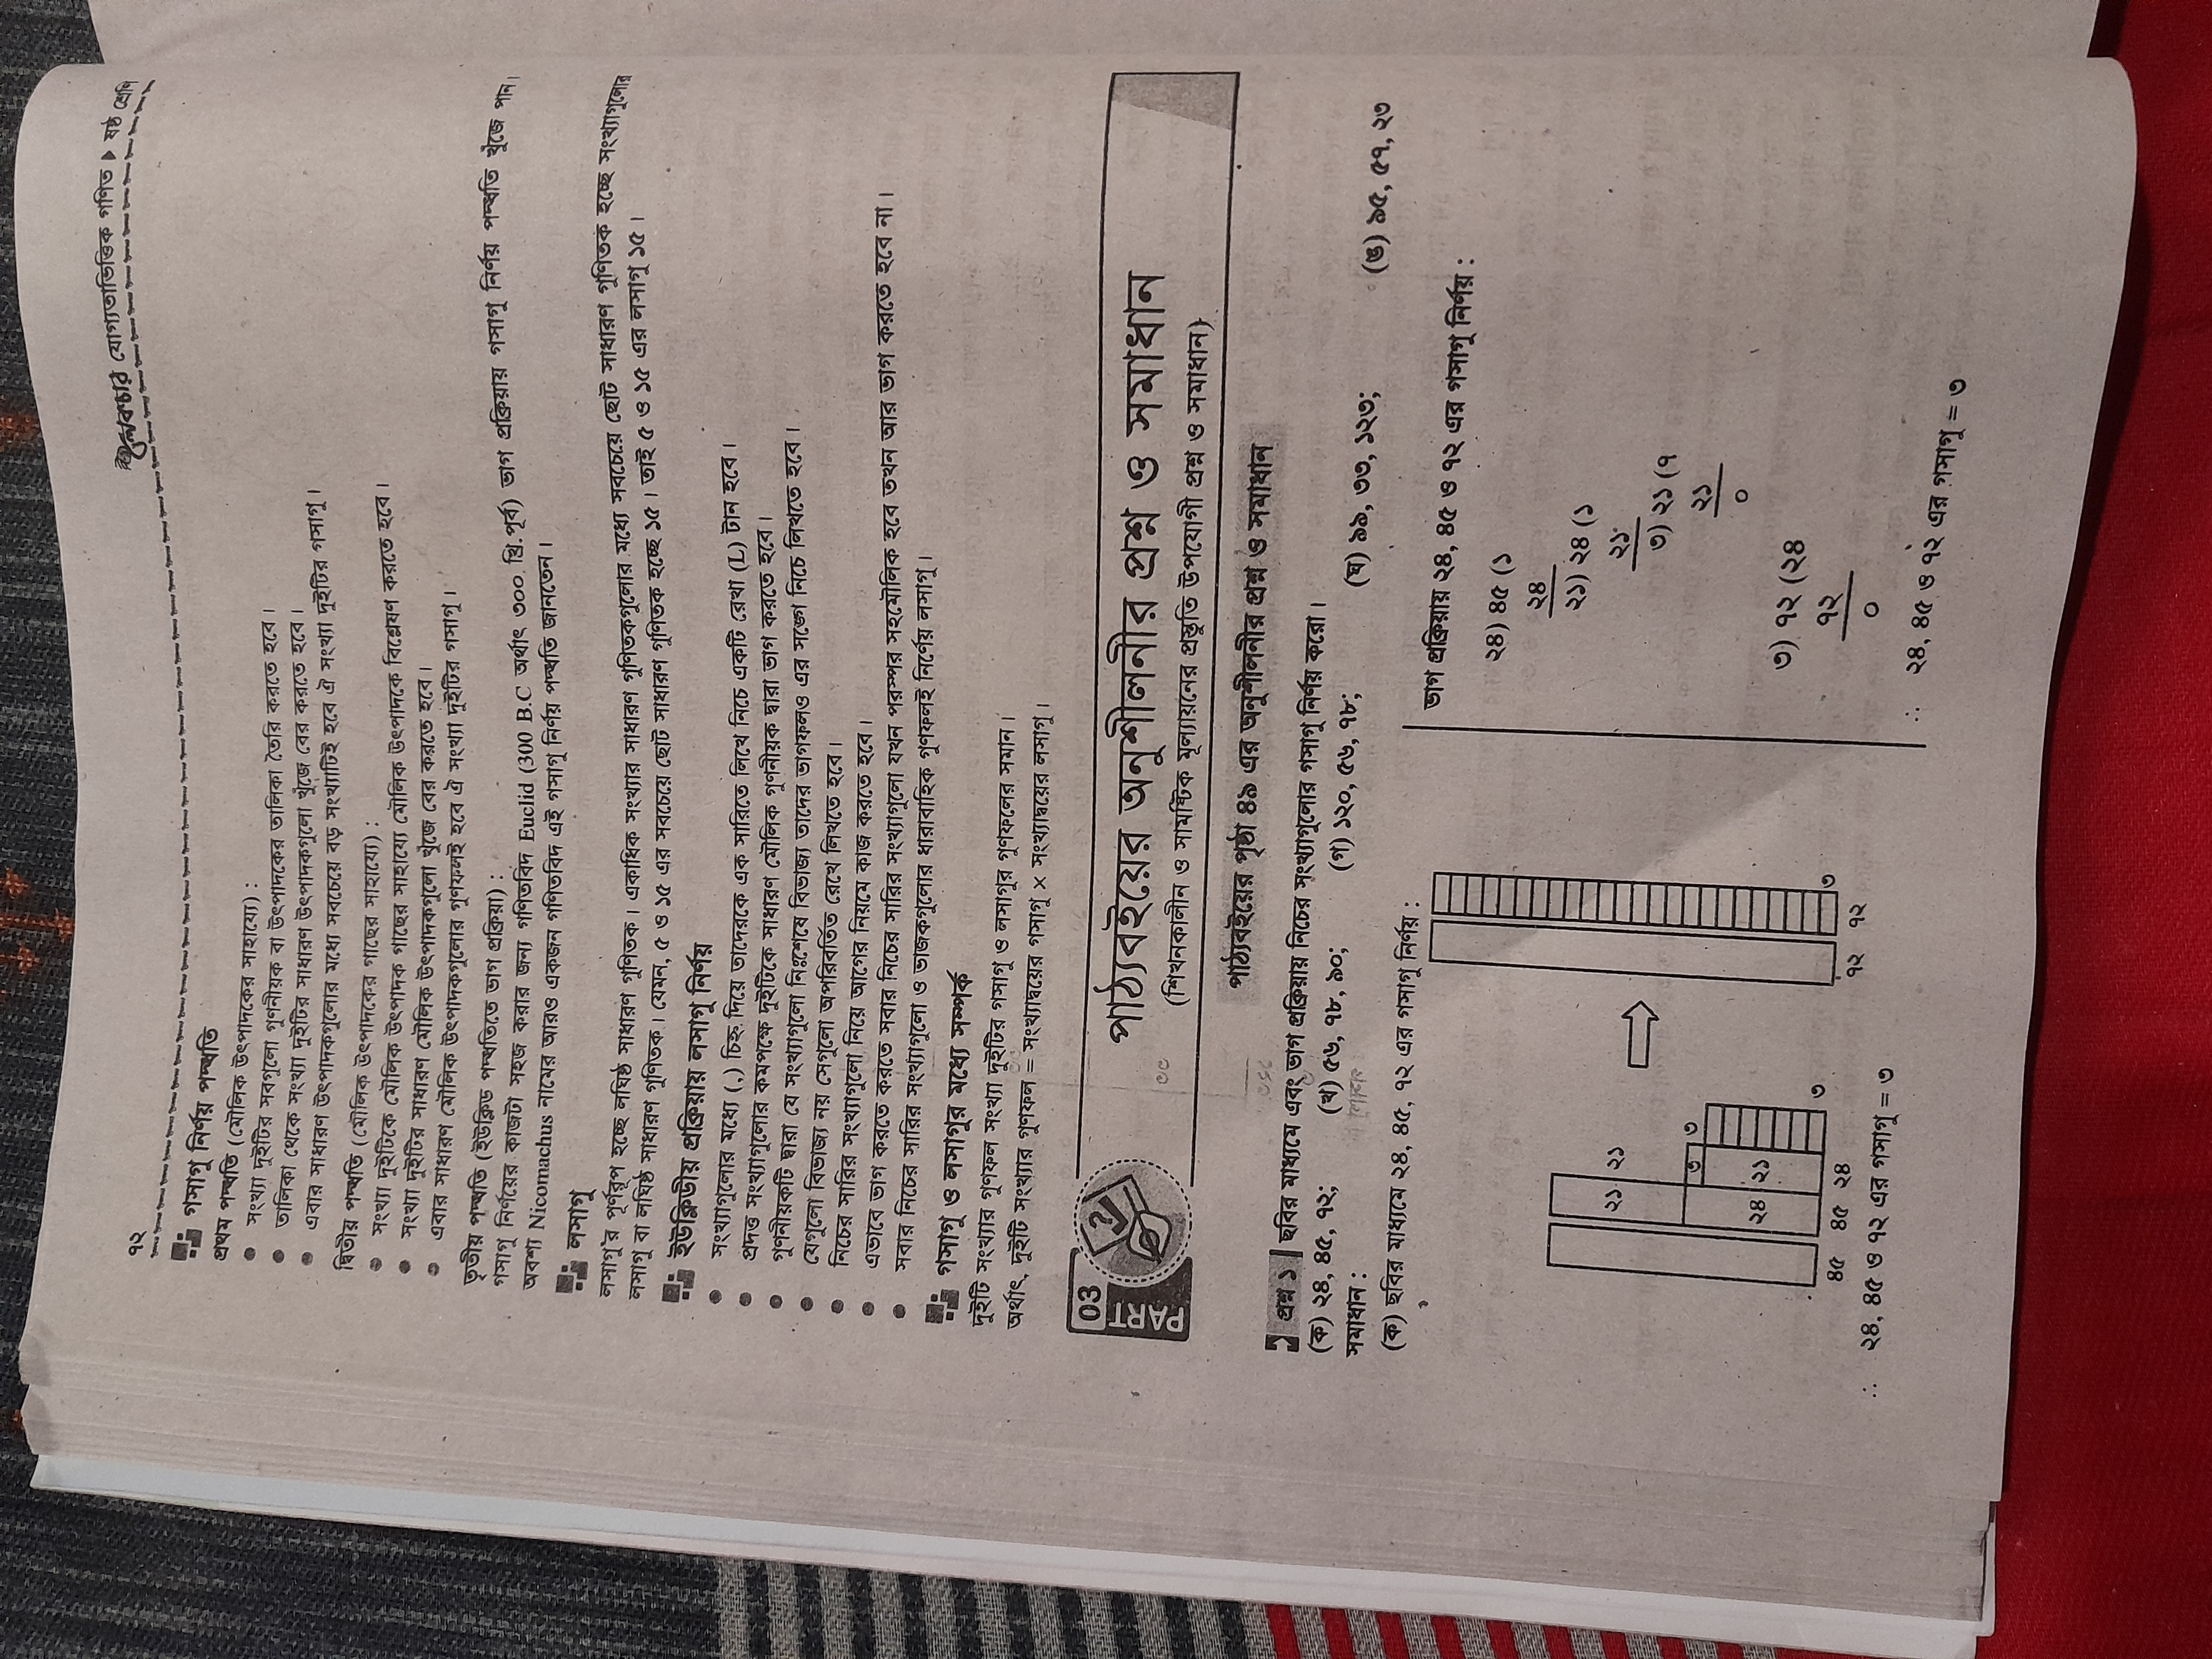 ৭২
লেকচার যোগ্যতাভিত্তিক গণিত ▶ ষষ্ঠ শ্রেণি
গসাগু নির্ণয় পদ্ধতি
প্রথম পদ্ধতি (মৌলিক উৎপাদকের সাহায্যে) :
● সংখ্যা দুইটির সবগুলো গুণনীয়ক বা উৎপাদকের তালিকা তৈরি করতে হবে।
● তালিকা থেকে সংখ্যা দুইটির সাধারণ উৎপাদকগুলো খুঁজে বের করতে হবে।
● এবার সাধারণ উৎপাদকগুলোর মধ্যে সবচেয়ে বড় সংখ্যাটিই হবে ঐ সংখ্যা দুইটির গসাগু।
দ্বিতীয় পদ্ধতি (মৌলিক উৎপাদকের গাছের সাহায্যে) :
● সংখ্যা দুইটিকে মৌলিক উৎপাদক গাছের সাহায্যে মৌলিক উৎপাদকে বিশ্লেষণ করতে হবে।
● সংখ্যা দুইটির সাধারণ মৌলিক উৎপাদকগুলো খুঁজে বের করতে হবে।
● এবার সাধারণ মৌলিক উৎপাদকগুলোর গুণফলই হবে ঐ সংখ্যা দুইটির গসাগু।
তৃতীয় পদ্ধতি (ইউক্লিড পদ্ধতিতে ভাগ প্রক্রিয়া) :
গসাগু নির্ণয়ের কাজটা সহজ করার জন্য গণিতবিদ Euclid (300 B.C অর্থাৎ ৩০০ খ্রি.পূর্ব) ভাগ প্রক্রিয়ায় গসাগু নির্ণয় পদ্ধতি খুঁজে পান।
অবশ্য Nicomachus নামের আরও একজন গণিতবিদ এই গসাগু নির্ণয় পদ্ধতি জানতেন।
লসাগু
লসাগু'র পূর্ণরূপ হচ্ছে লঘিষ্ঠ সাধারণ গুণিতক। একাধিক সংখ্যার সাধারণ গুণিতকগুলোর মধ্যে সবচেয়ে ছোট সাধারণ গুণিতক হচ্ছে সংখ্যাগুলোর
লসাগু বা লঘিষ্ঠ সাধারণ গুণিতক। যেমন, ৫ ও ১৫ এর সবচেয়ে ছোট সাধারণ গুণিতক হচ্ছে ১৫। তাই ৫ ও ১৫ এর লসাগু ১৫।
ইউক্লিডীয় প্রক্রিয়ায় লসাগু নির্ণয়
● সংখ্যাগুলোর মধ্যে (,) চিহ্ন দিয়ে তাদেরকে এক সারিতে লিখে নিচে একটি রেখা (L) টান হবে।
● প্রদত্ত সংখ্যাগুলোর কমপক্ষে দুইটিকে সাধারণ মৌলিক গুণনীয়ক দ্বারা ভাগ করতে হবে।
● গুণনীয়কটি দ্বারা যে সংখ্যাগুলো নিঃশেষে বিভাজ্য তাদের ভাগফলও এর সঙ্গে নিচে লিখতে হবে।
● যেগুলো বিভাজ্য নয় সেগুলো অপরিবর্তিত রেখে লিখতে হবে।
● নিচের সারির সংখ্যাগুলো নিয়ে আগের নিয়মে কাজ করতে হবে।
● এভাবে ভাগ করতে করতে সবার নিচের সারির সংখ্যাগুলো যখন পরস্পর সহমৌলিক হবে তখন আর ভাগ করতে হবে না।
● সবার নিচের সারির সংখ্যাগুলো ও ভাজকগুলোর ধারাবাহিক গুণফলই নির্ণেয় লসাগু।
গসাগু ও লসাগুর মধ্যে সম্পর্ক
দুইটি সংখ্যার গুণফল সংখ্যা দুইটির গসাগু ও লসাগুর গুণফলের সমান।
অর্থাৎ, দুইটি সংখ্যার গুণফল = সংখ্যাদ্বয়ের গসাগু × সংখ্যাদ্বয়ের লসাগু।
PART 03
পাঠ্যবইয়ের অনুশীলনীর প্রশ্ন ও সমাধান
(শিখনকালীন ও সামষ্টিক মূল্যায়নের প্রস্তুতি উপযোগী প্রশ্ন ও সমাধান)
পাঠ্যবইয়ের পৃষ্ঠা ৪৯ এর অনুশীলনীর প্রশ্ন ও সমাধান
প্রশ্ন ১ | ছবির মাধ্যমে এবং ভাগ প্রক্রিয়ায় নিচের সংখ্যাগুলোর গসাগু নির্ণয় করো।
(ক) ২৪, ৪৫, ৭২; (খ) ৫৬, ৭৮, ৯০; (গ) ১২০, ৫৬, ৭৮; (ঘ) ৯৯, ৩৩, ১২৩; (ঙ) ৯৫, ৫৭, ২৩
সমাধান :
(ক) ছবির মাধ্যমে ২৪, ৪৫, ৭২ এর গসাগু নির্ণয় :
২১ ২১
৩ ৩
২৪ ২১
৩
৪৫ ৪৫ ২৪
৩
৭২ ৭২
∴ ২৪, ৪৫ ও ৭২ এর গসাগু = ৩
ভাগ প্রক্রিয়ায় ২৪, ৪৫ ও ৭২ এর গসাগু নির্ণয় :
২৪) ৪৫ (১
২৪
২১) ২৪ (১
২১
৩) ২১ (৭
২১
০
৩) ৭২ (২৪
৭২
০
∴ ২৪, ৪৫ ও ৭২ এর গসাগু = ৩